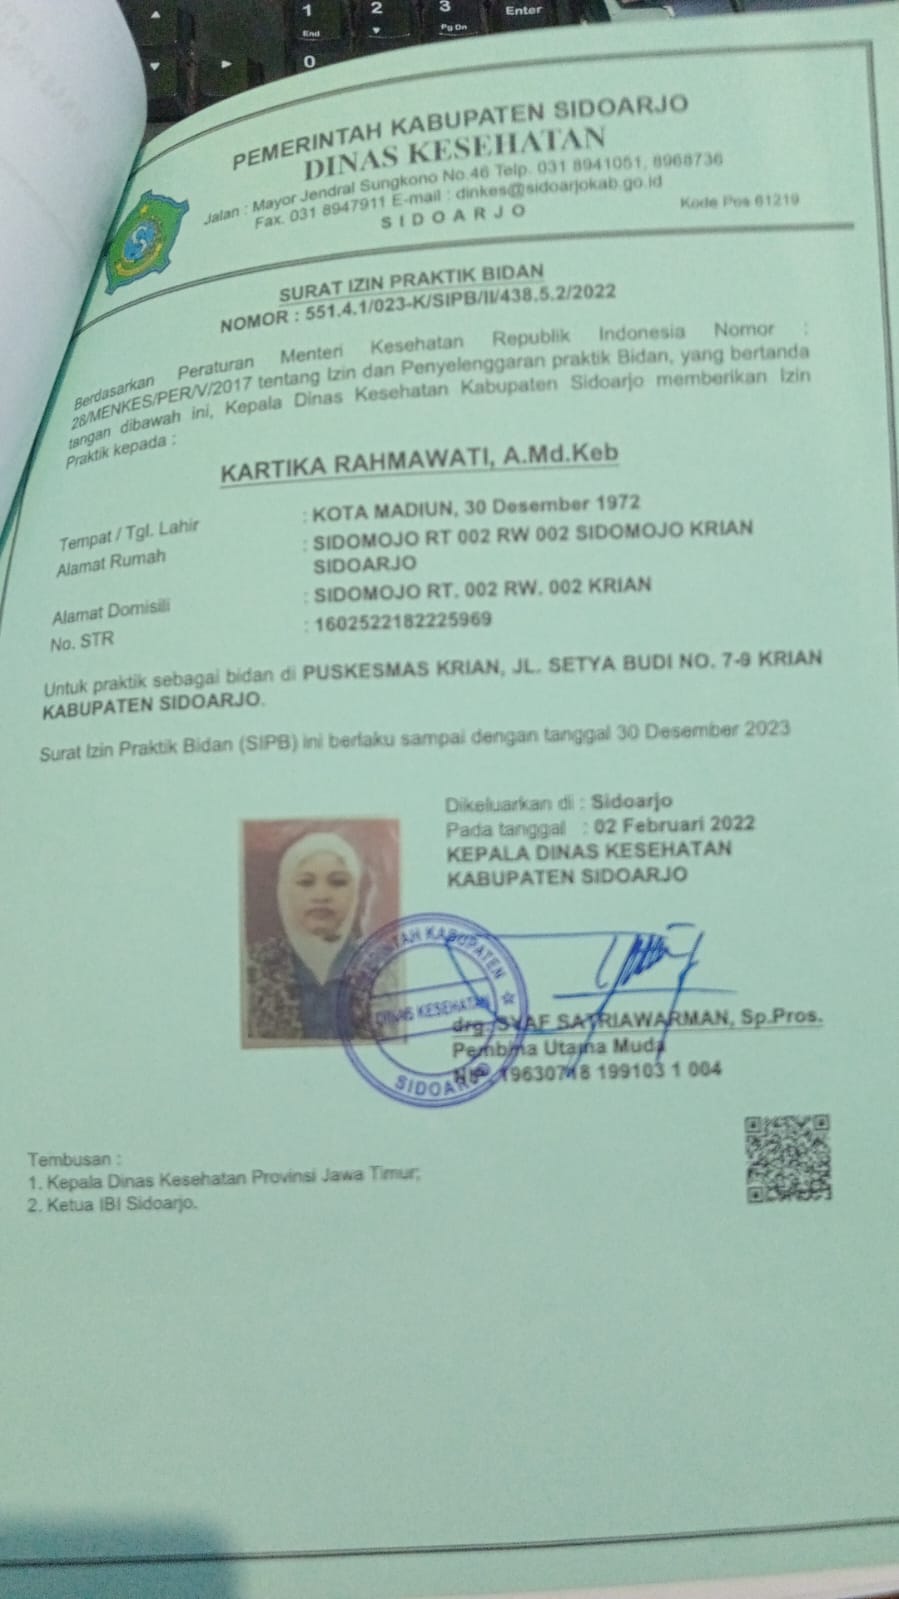 1
End
2
3
Pg Dn
Enter
0
PEMERINTAH KABUPATEN SIDOARJO
DINAS KESEHATAN
Jalan : Mayor Jendral Sungkono No.46 Telp. 031 8941051, 8968736
Fax. 031 8947911 E-mail : dinkes@sidoarjokab.go.id
S I D O A R J O
Kode Pos 61219
SURAT IZIN PRAKTIK BIDAN
NOMOR : 551.4.1/023-K/SIPB/II/438.5.2/2022
Berdasarkan Peraturan Menteri Kesehatan Republik Indonesia Nomor :
28/MENKES/PER/V/2017 tentang Izin dan Penyelenggaran praktik Bidan, yang bertanda
tangan dibawah ini, Kepala Dinas Kesehatan Kabupaten Sidoarjo memberikan Izin
Praktik kepada :
KARTIKA RAHMAWATI, A.Md.Keb
Tempat / Tgl. Lahir : KOTA MADIUN, 30 Desember 1972
Alamat Rumah : SIDOMOJO RT 002 RW 002 SIDOMOJO KRIAN
SIDOARJO
Alamat Domisili : SIDOMOJO RT. 002 RW. 002 KRIAN
No. STR : 1602522182225969
Untuk praktik sebagai bidan di PUSKESMAS KRIAN, JL. SETYA BUDI NO. 7-9 KRIAN
KABUPATEN SIDOARJO.
Surat Izin Praktik Bidan (SIPB) ini berlaku sampai dengan tanggal 30 Desember 2023
Dikeluarkan di : Sidoarjo
Pada tanggal : 02 Februari 2022
KEPALA DINAS KESEHATAN
KABUPATEN SIDOARJO
PEMERINTAH KABUPATEN
DINAS KESEHATAN
SIDOARJO
drg. SYAF SATRIAWARMAN, Sp.Pros.
Pembina Utama Muda
NIP. 19630718 199103 1 004
Tembusan :
1. Kepala Dinas Kesehatan Provinsi Jawa Timur;
2. Ketua IBI Sidoarjo.